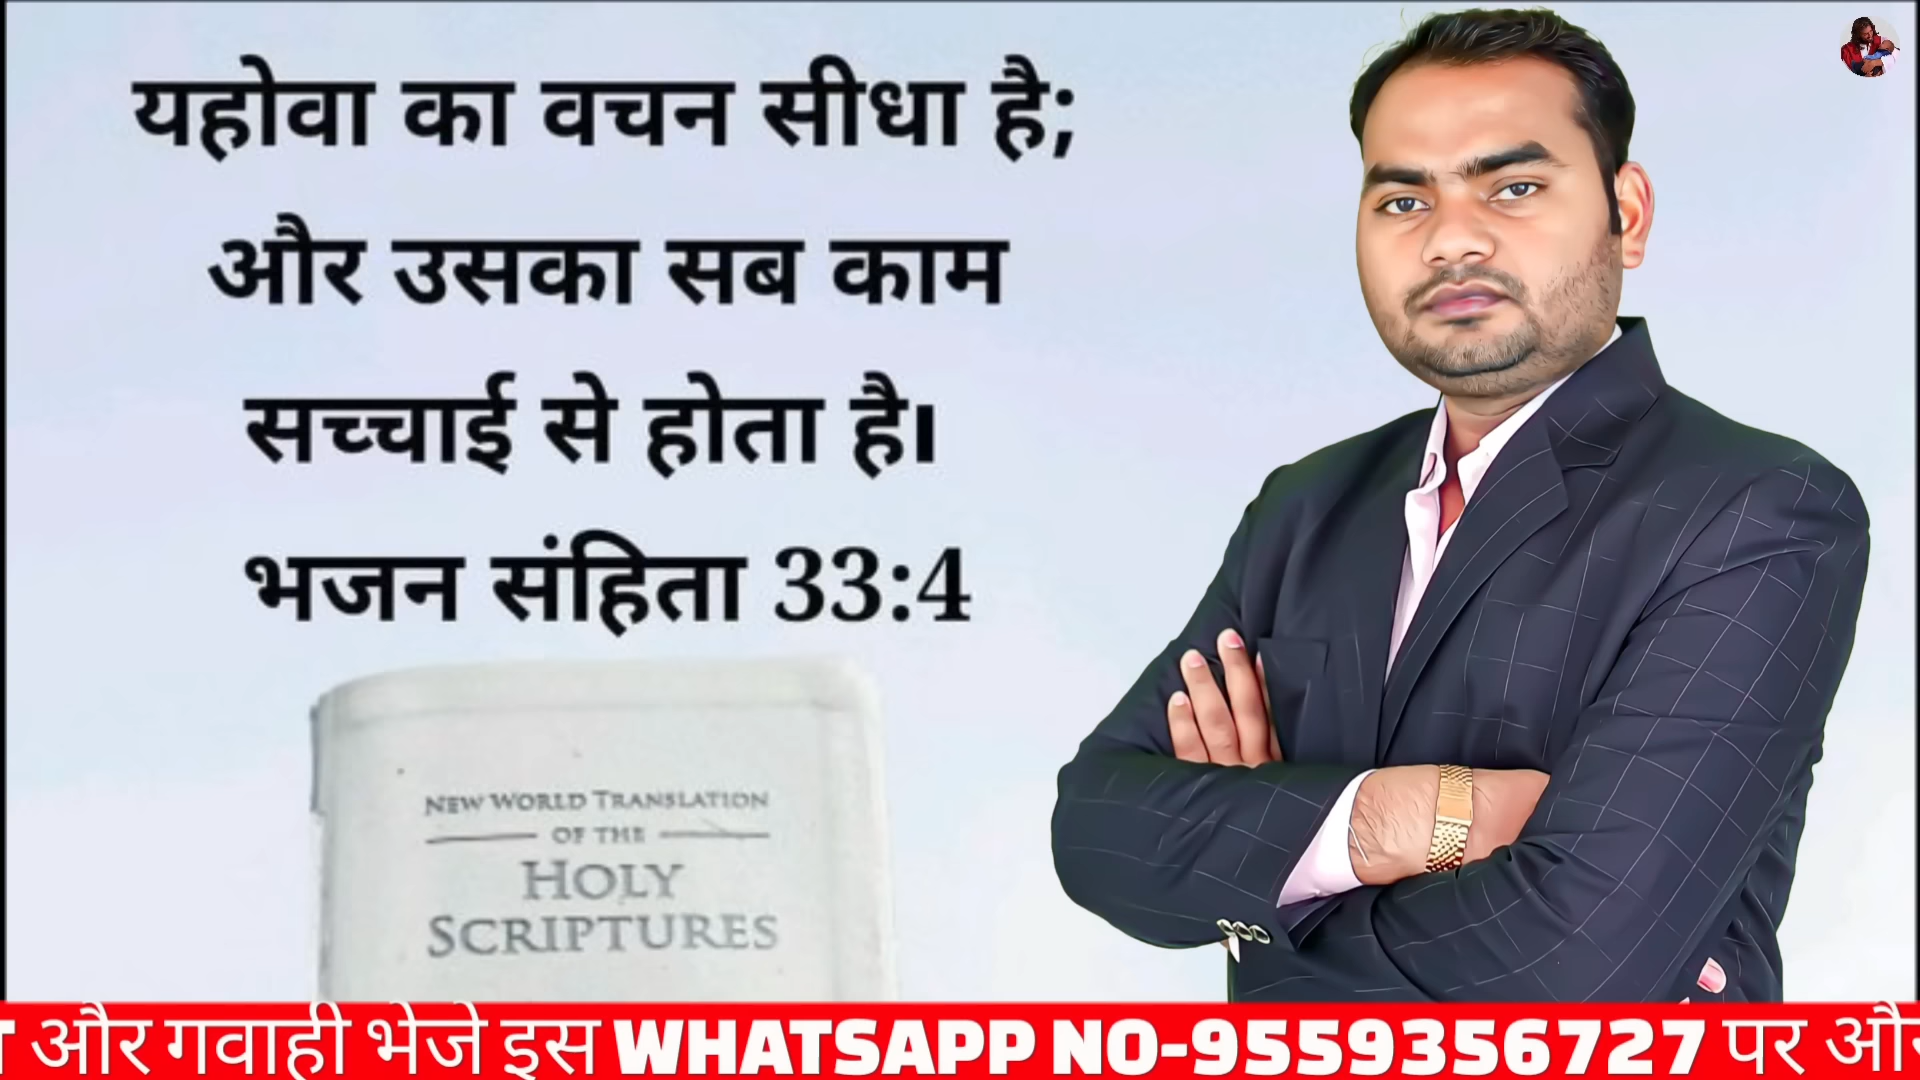 यहोवा का वचन सीधा है;
और उसका सब काम
सच्चाई से होता है।
भजन संहिता 33:4
NEW WORLD TRANSLATION
OF THE
HOLY
SCRIPTURES
और गवाही भेजे इस WHATSAPP NO-9559356727 पर